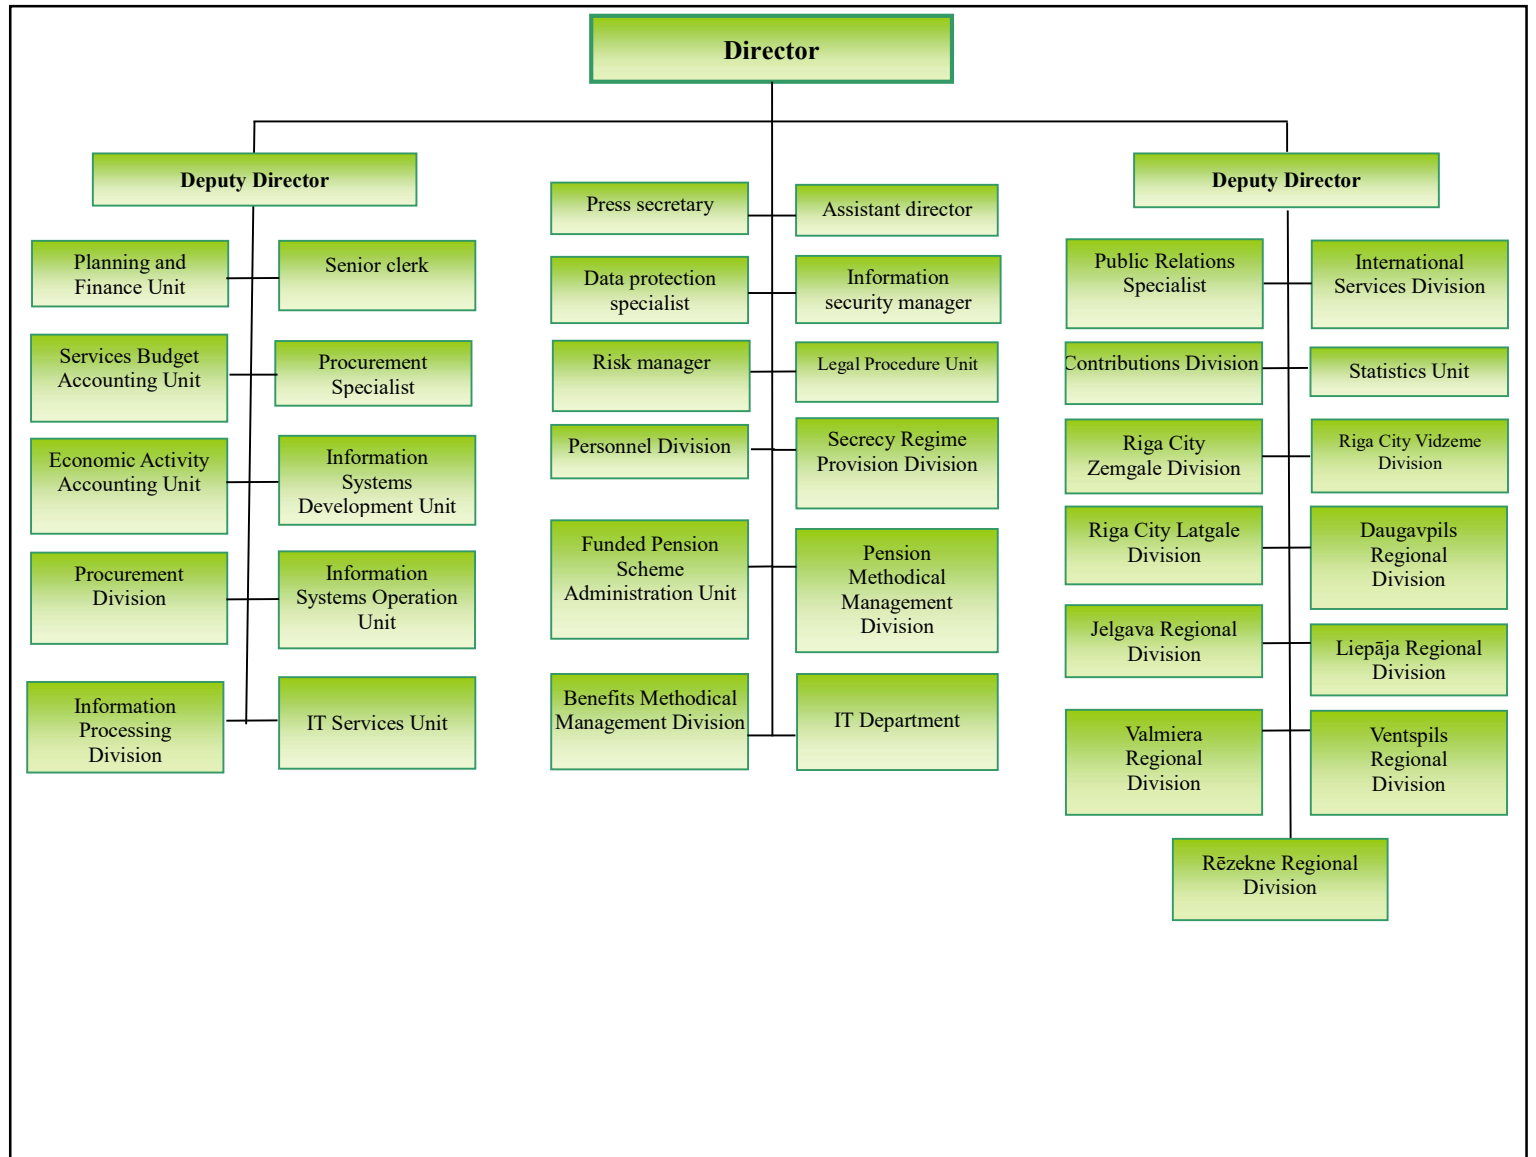 Director
Deputy Director
Planning and
Finance Unit
Senior clerk
Services Budget
Accounting Unit
Procurement
Specialist
Economic Activity
Accounting Unit
Information
Systems
Development Unit
Procurement
Division
Information
Systems Operation
Unit
Information
Processing
Division
IT Services Unit
Press secretary
Assistant director
Data protection
specialist
Information
security manager
Risk manager
Legal Procedure Unit
Personnel Division
Secrecy Regime
Provision Division
Funded Pension
Scheme
Administration Unit
Pension
Methodical
Management
Division
Benefits Methodical
Management Division
IT Department
Deputy Director
Public Relations
Specialist
International
Services Division
Contributions Division
Statistics Unit
Riga City
Zemgale Division
Riga City Vidzeme
Division
Riga City Latgale
Division
Daugavpils
Regional
Division
Jelgava Regional
Division
Liepāja Regional
Division
Valmiera
Regional
Division
Ventspils
Regional
Division
Rēzekne Regional
Division